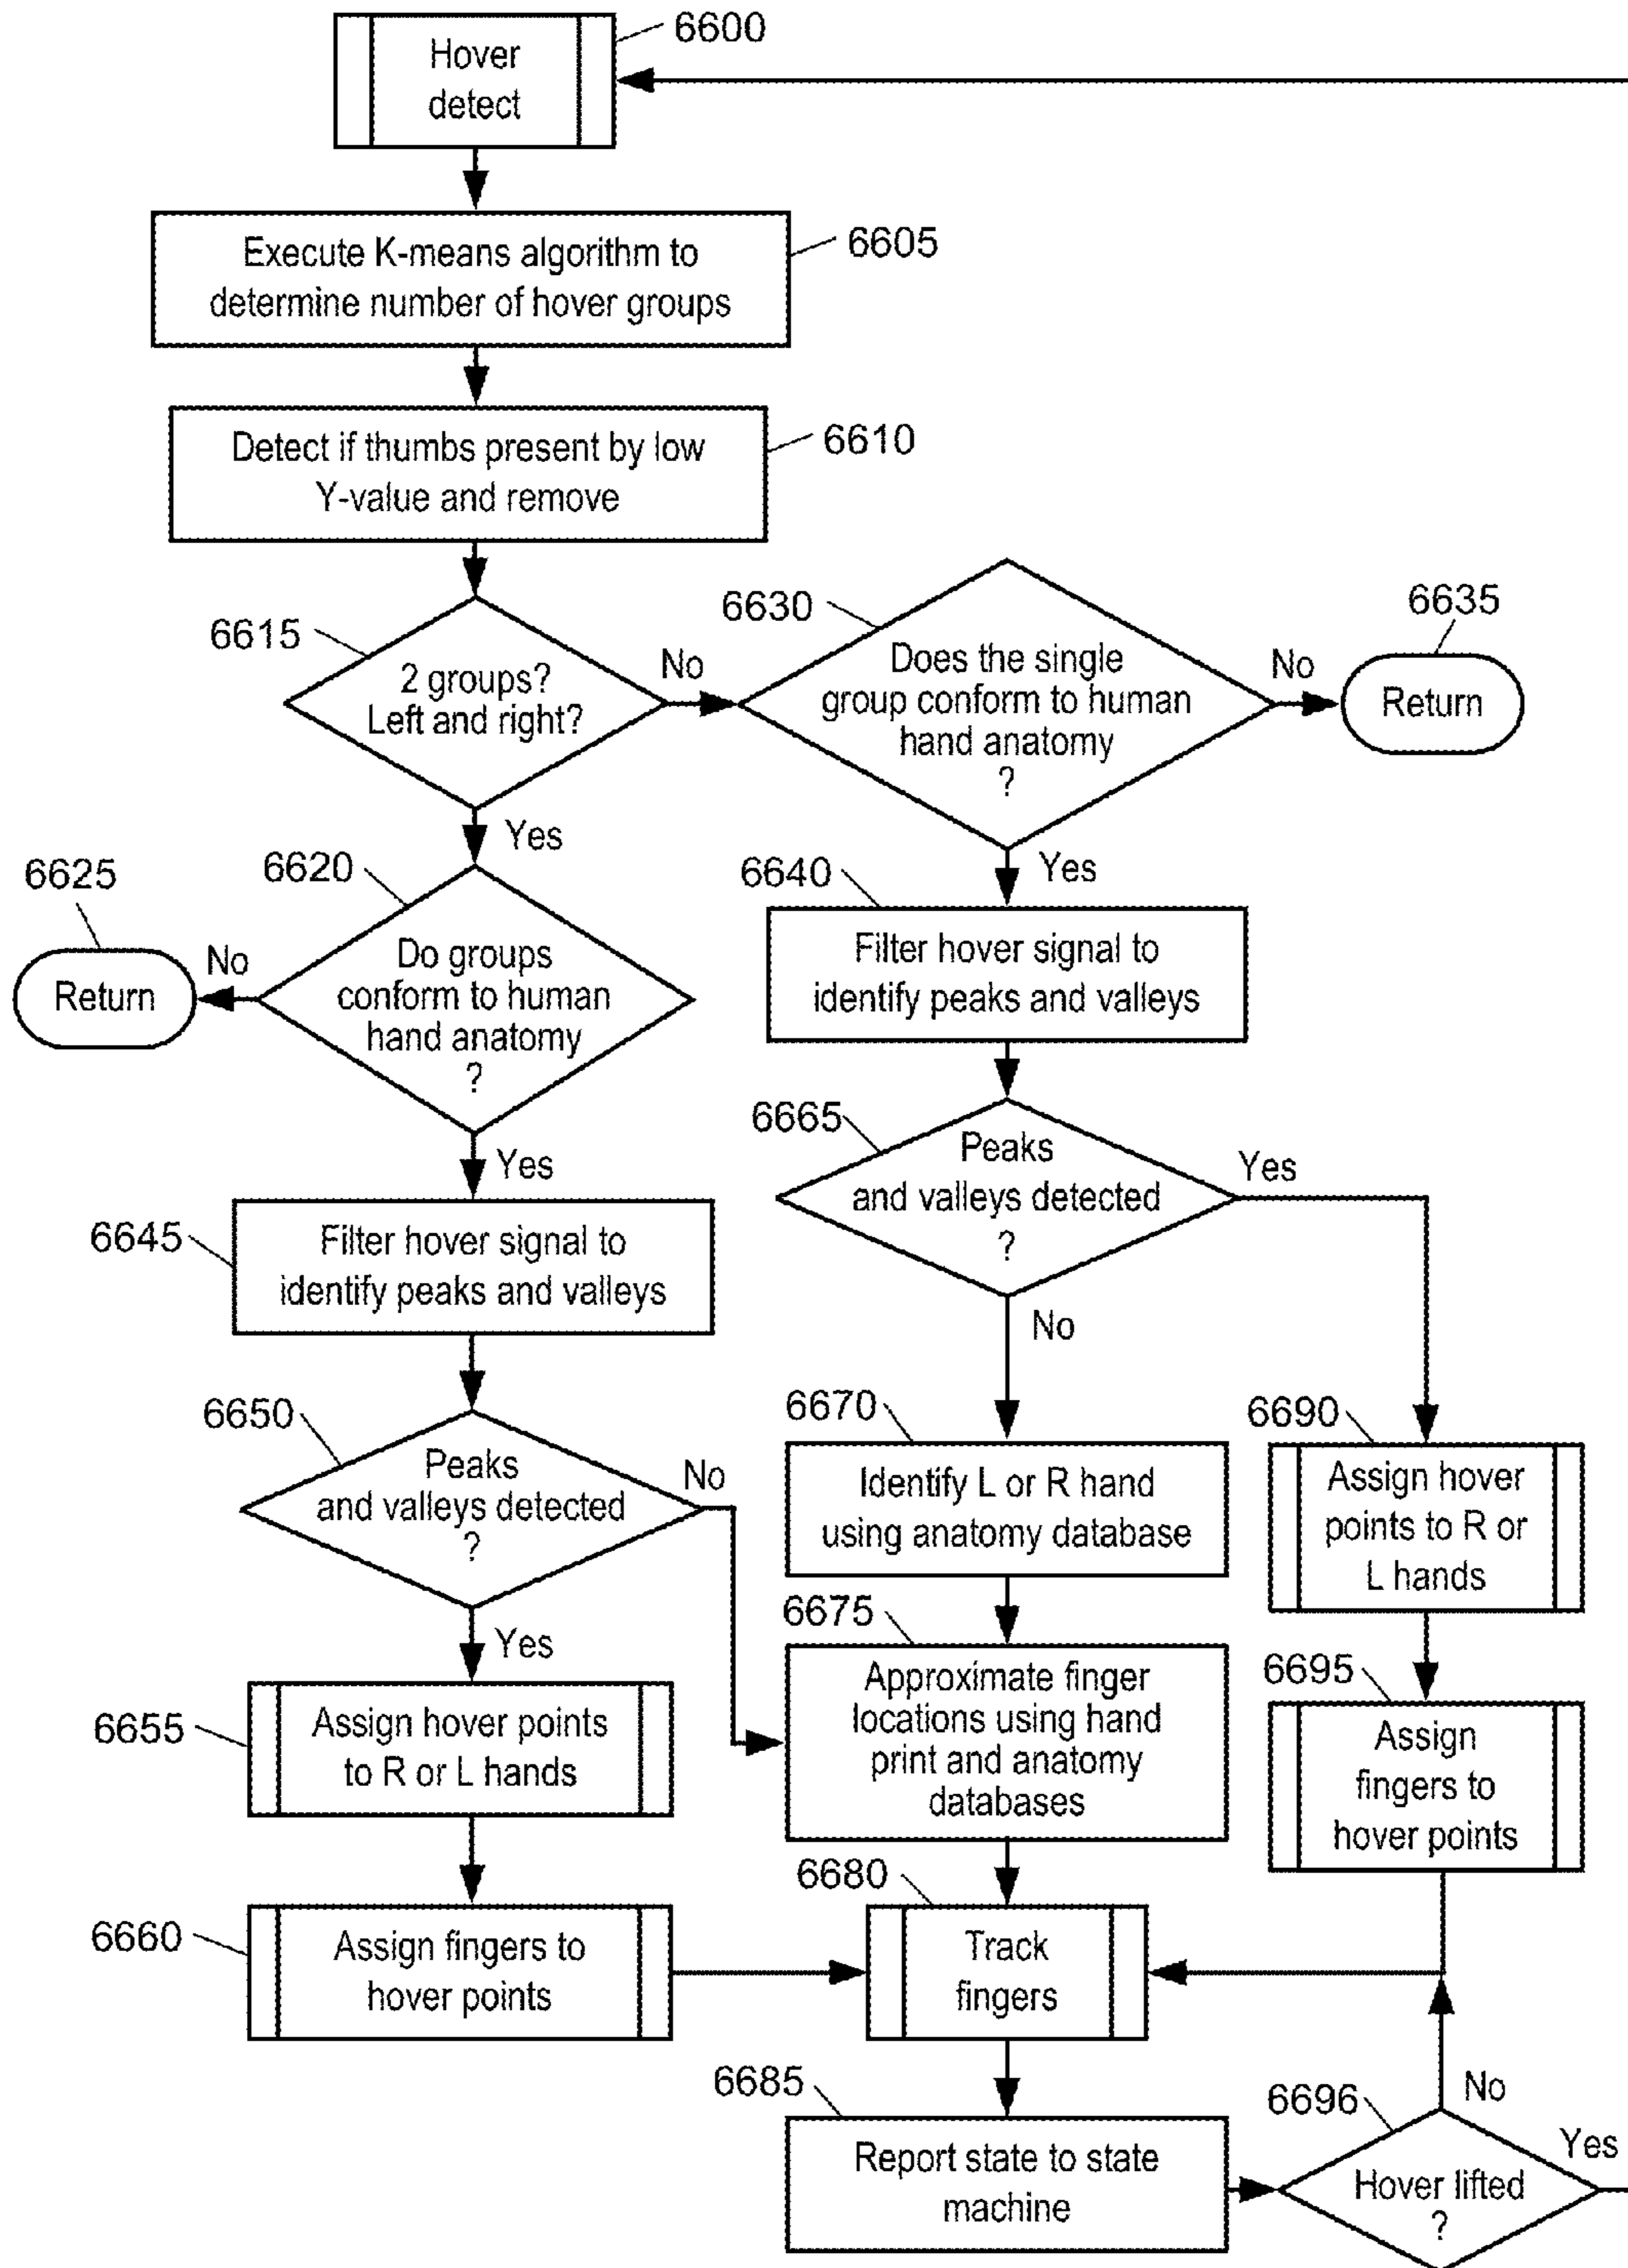 6600
Hover
detect
6605
Execute K-means algorithm to
determine number of hover groups
6610
Detect if thumbs present by low
Y-value and remove
6615
2 groups?
Left and right?
No
Yes
6630
Does the single
group conform to human
hand anatomy
?
No
Yes
6635
Return
6620
Do groups
conform to human
hand anatomy
?
No
Yes
6625
Return
6640
Filter hover signal to
identify peaks and valleys
6645
Filter hover signal to
identify peaks and valleys
6665
Peaks
and valleys detected
?
Yes
No
6650
Peaks
and valleys detected
?
No
Yes
6670
Identify L or R hand
using anatomy database
6690
Assign hover
points to R or
L hands
6655
Assign hover points
to R or L hands
6675
Approximate finger
locations using hand
print and anatomy
databases
6695
Assign
fingers to
hover points
6660
Assign fingers to
hover points
6680
Track
fingers
6685
Report state to state
machine
6696
Hover lifted
?
No
Yes